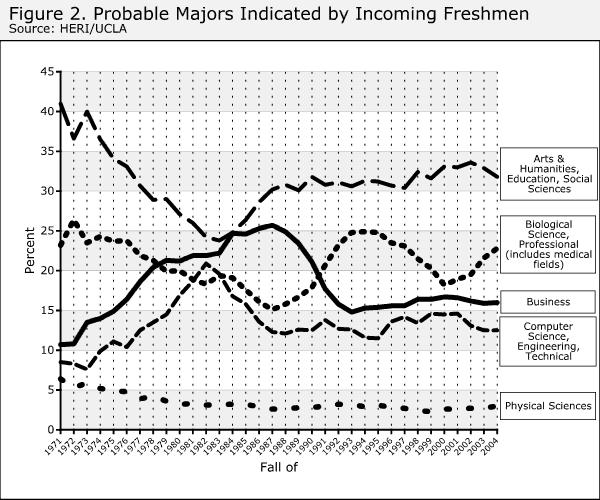 Figure 2. Probable Majors Indicated by Incoming Freshmen
Source: HERI/UCLA
45
40
35
30
25
20
15
10
5
0
Percent
1971
1972
1973
1974
1975
1976
1977
1978
1979
1980
1981
1982
1983
1984
1985
1986
1987
1988
1989
1990
1991
1992
1993
1994
1995
1996
1997
1998
1999
2000
2001
2002
2003
2004
Fall of
Arts &
Humanities,
Education, Social
Sciences
Biological
Science,
Professional
(includes medical
fields)
Business
Computer
Science,
Engineering,
Technical
Physical Sciences